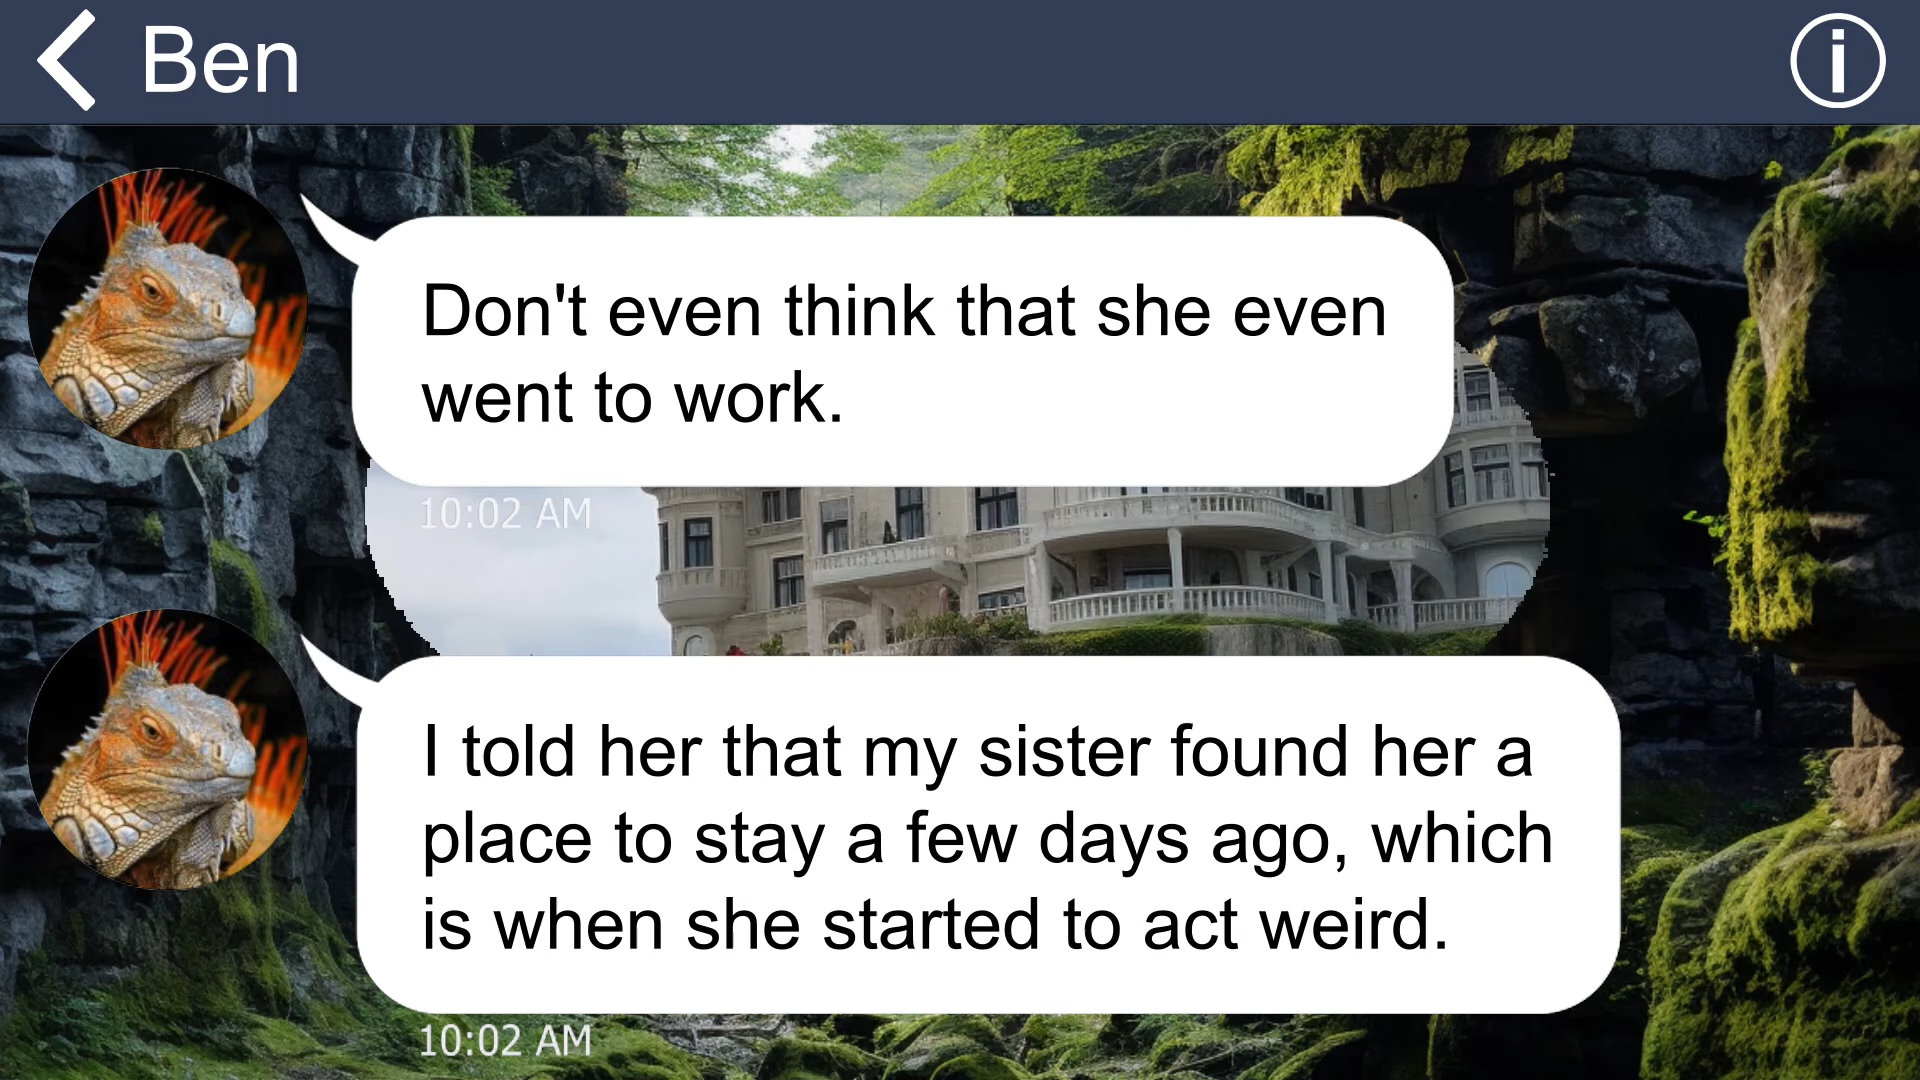 Ben
Don't even think that she even
went to work.
10:02 AM
I told her that my sister found her a
place to stay a few days ago, which
is when she started to act weird.
10:02 AM